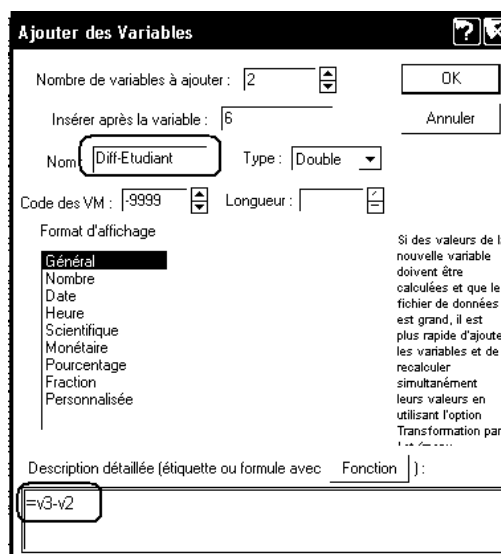 Ajouter des Variables
Nombre de variables à ajouter : 2
OK
Insérer après la variable : 6
Annuler
Nom Diff-Etudiant Type : Double
Code des VM : -9999 Longueur :
Format d'affichage
Général
Nombre
Date
Heure
Scientifique
Monétaire
Pourcentage
Fraction
Personnalisée
Si des valeurs de l
nouvelle variable
doivent être
calculées et que le
fichier de données
est grand, il est
plus rapide d'ajoute
les variables et de
recalculer
simultanément
leurs valeurs en
utilisant l'option
Transformation par
Description détaillée (étiquette ou formule avec Fonction ) :
=v3-v2